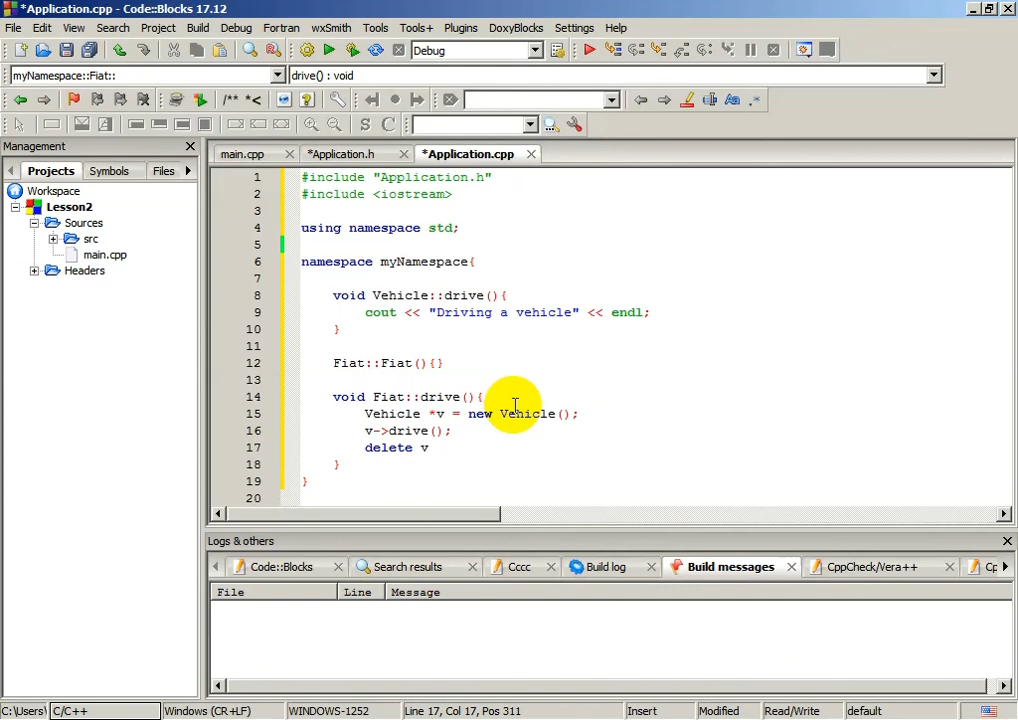 *Application.cpp - Code::Blocks 17.12
File Edit View Search Project Build Debug Fortran wxSmith Tools Tools+ Plugins DoxyBlocks Settings Help
Debug
myNamespace::Fiat:: drive() : void
/** *<
S C
Management
main.cpp *Application.h *Application.cpp
Projects Symbols Files
Workspace
Lesson2
Sources
src
main.cpp
Headers
1 #include "Application.h"
2 #include <iostream>
3
4 using namespace std;
5
6 namespace myNamespace{
7
8 void Vehicle::drive(){
9 cout << "Driving a vehicle" << endl;
10 }
11
12 Fiat::Fiat(){}
13
14 void Fiat::drive(){
15 Vehicle *v = new Vehicle();
16 v->drive();
17 delete v
18 }
19 }
20
Logs & others
Code::Blocks Search results Cccc Build log Build messages CppCheck/Vera++ Cp
File Line Message
C:\Users\ C/C++ Windows (CR+LF) WINDOWS-1252 Line 17, Col 17, Pos 311 Insert Modified Read/Write default